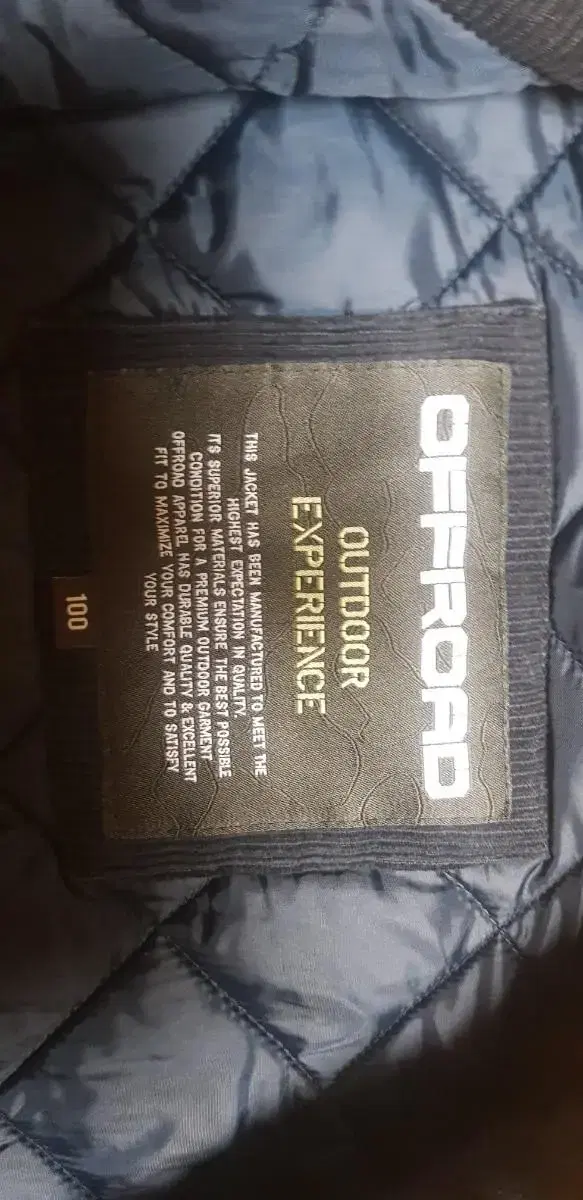 OFFROAD
OUTDOOR
EXPERIENCE
THIS JACKET HAS BEEN MANUFACTURED TO MEET THE
HIGHEST EXPECTATION IN QUALITY.
ITS SUPERIOR MATERIALS ENSURE THE BEST POSSIBLE
CONDITION FOR A PREMIUM OUTDOOR GARMENT
OFFROAD APPAREL HAS DURABLE QUALITY & EXCELLENT
FIT TO MAXIMIZE YOUR COMFORT AND TO SATISFY
YOUR STYLE
100